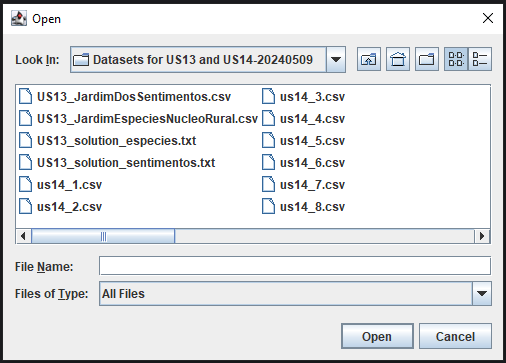 Open
Look In: Datasets for US13 and US14-20240509
US13_JardimDosSentimentos.csv
US13_JardimEspeciesNucleoRural.csv
US13_solution_especies.txt
US13_solution_sentimentos.txt
us14_1.csv
us14_2.csv
us14_3.csv
us14_4.csv
us14_5.csv
us14_6.csv
us14_7.csv
us14_8.csv
File Name:
Files of Type: All Files
Open Cancel